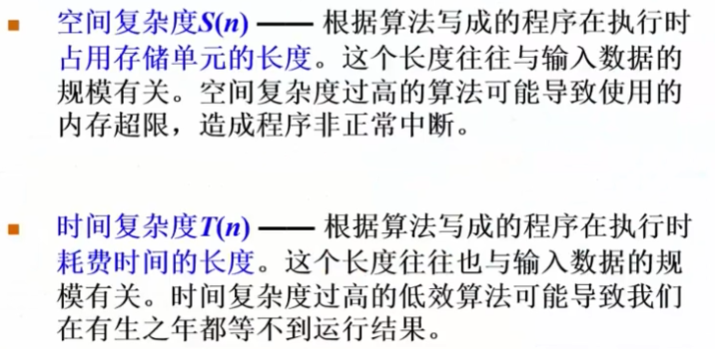 空间复杂度S(n) —— 根据算法写成的程序在执行时
占用存储单元的长度。这个长度往往与输入数据的
规模有关。空间复杂度过高的算法可能导致使用的
内存超限，造成程序非正常中断。
时间复杂度T(n) —— 根据算法写成的程序在执行时
耗费时间的长度。这个长度往往也与输入数据的规
模有关。时间复杂度过高的低效算法可能导致我们
在有生之年都等不到运行结果。